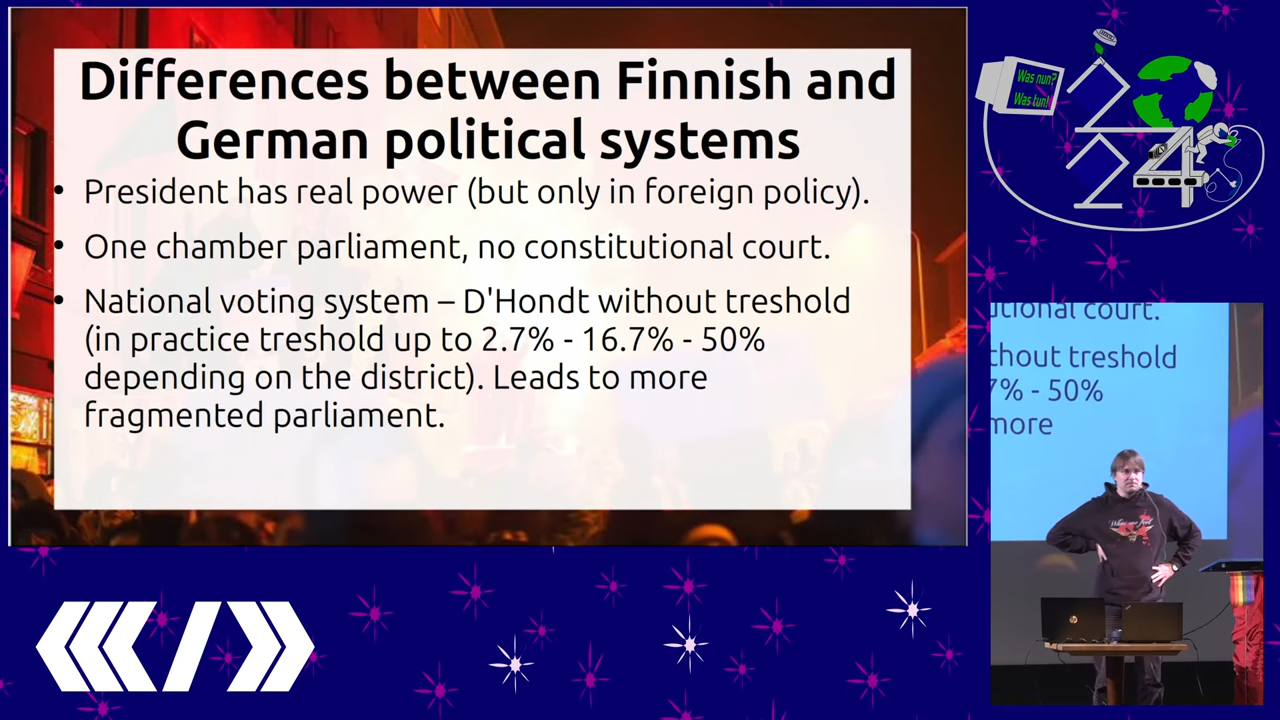 Differences between Finnish and
German political systems
• President has real power (but only in foreign policy).
• One chamber parliament, no constitutional court.
• National voting system – D'Hondt without treshold
(in practice treshold up to 2.7% - 16.7% - 50%
depending on the district). Leads to more
fragmented parliament.
Was nun?
Was tun!
2
24
utional court.
thout treshold
7% - 50%
more